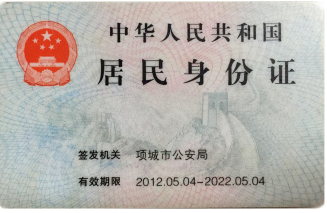 中华人民共和国
居民身份证
签发机关 项城市公安局
有效期限 2012.05.04-2022.05.04